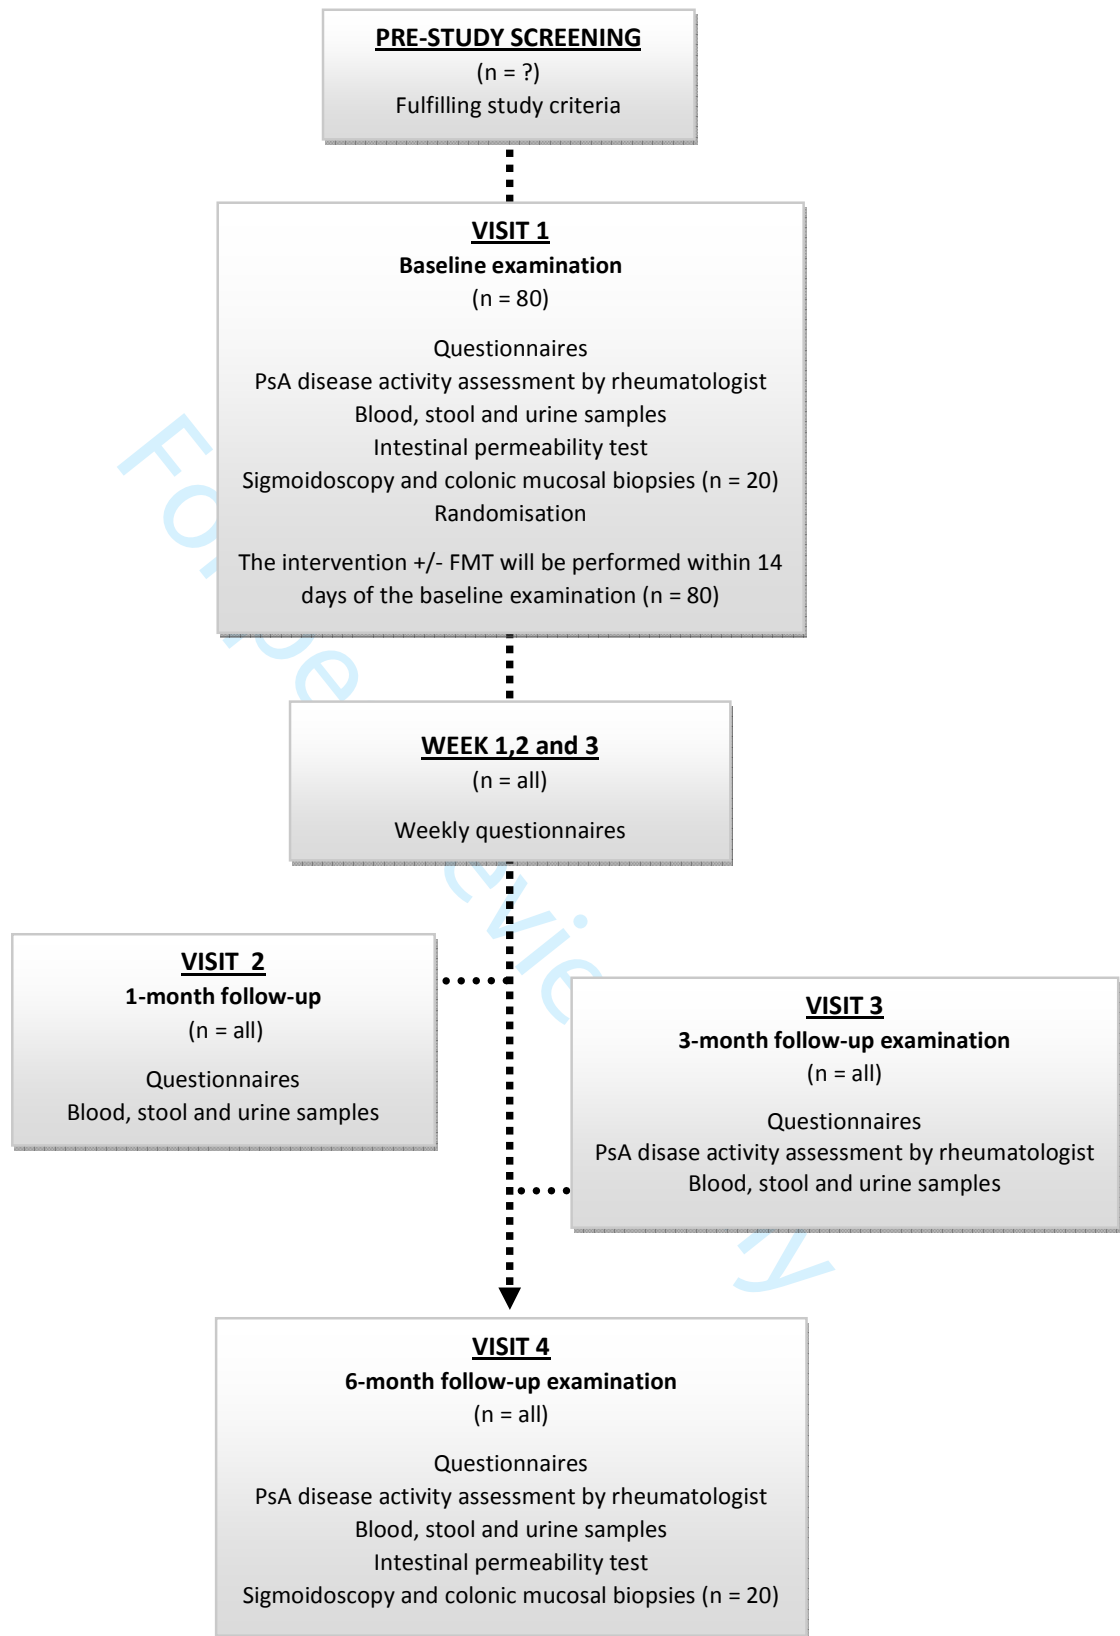 PRE-STUDY SCREENING
(n = ?)
Fulfilling study criteria
VISIT 1
Baseline examination
(n = 80)
Questionnaires
PsA disease activity assessment by rheumatologist
Blood, stool and urine samples
Intestinal permeability test
Sigmoidoscopy and colonic mucosal biopsies (n = 20)
Randomisation
The intervention +/- FMT will be performed within 14
days of the baseline examination (n = 80)
WEEK 1,2 and 3
(n = all)
Weekly questionnaires
VISIT 2
1-month follow-up
(n = all)
Questionnaires
Blood, stool and urine samples
VISIT 3
3-month follow-up examination
(n = all)
Questionnaires
PsA disase activity assessment by rheumatologist
Blood, stool and urine samples
VISIT 4
6-month follow-up examination
(n = all)
Questionnaires
PsA disease activity assessment by rheumatologist
Blood, stool and urine samples
Intestinal permeability test
Sigmoidoscopy and colonic mucosal biopsies (n = 20)